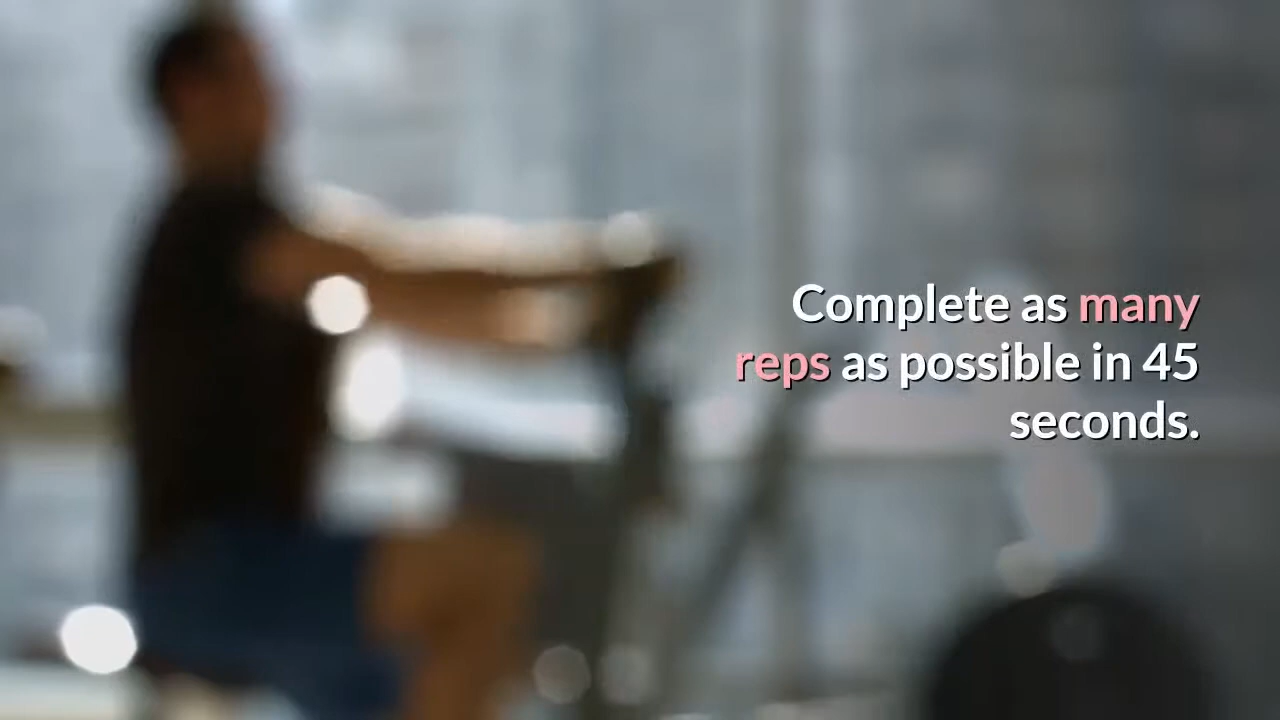 Complete as many
reps as possible in 45
seconds.